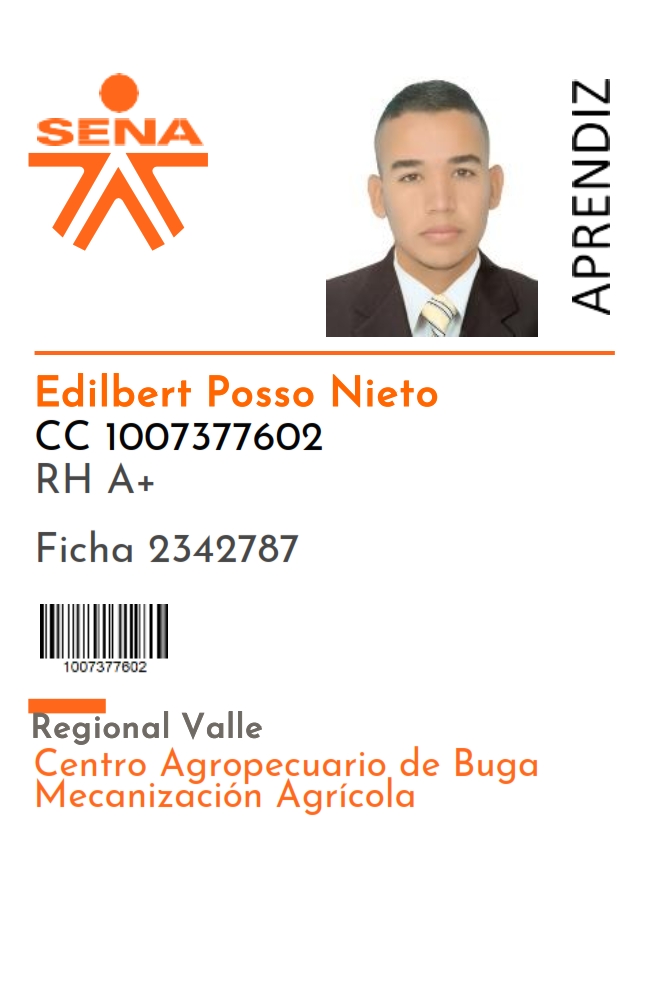 SENA
APRENDIZ
Edilbert Posso Nieto
CC 1007377602
RH A+
Ficha 2342787
1007377602
Regional Valle
Centro Agropecuario de Buga
Mecanización Agrícola